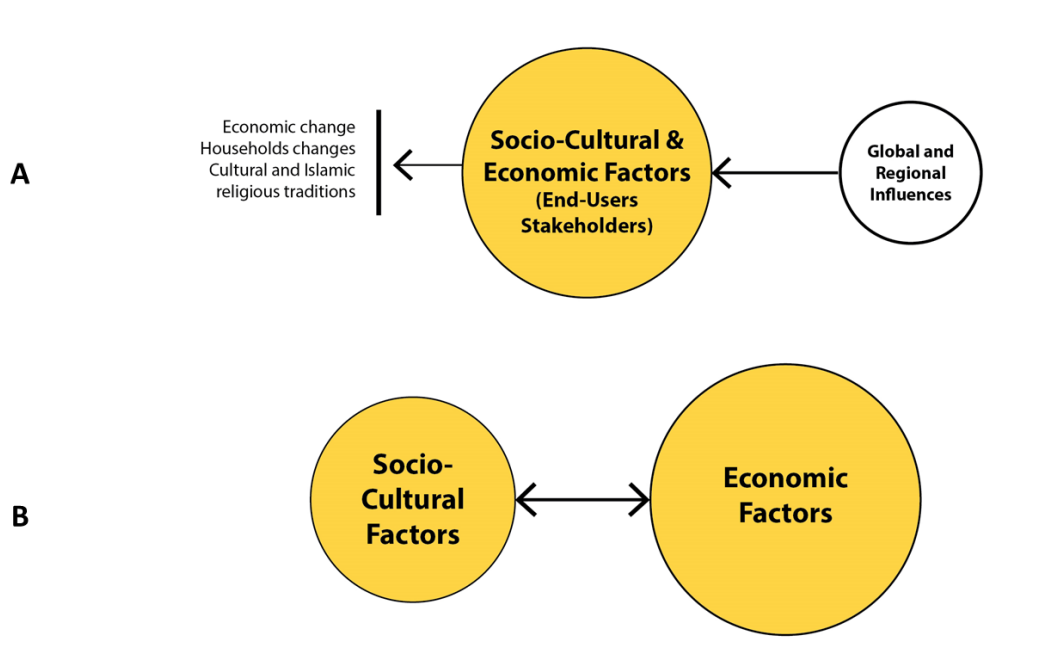 A
Economic change
Households changes
Cultural and Islamic
religious traditions
Socio-Cultural &
Economic Factors
(End-Users
Stakeholders)
Global and
Regional
Influences
B
Socio-
Cultural
Factors
Economic
Factors